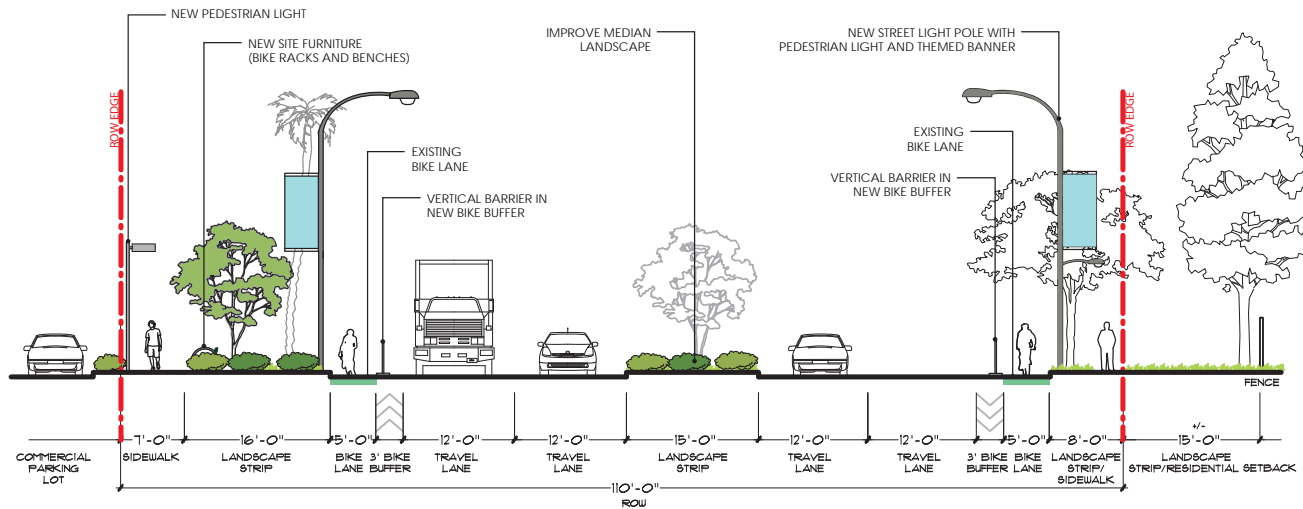 NEW PEDESTRIAN LIGHT
NEW SITE FURNITURE
(BIKE RACKS AND BENCHES)
IMPROVE MEDIAN
LANDSCAPE
NEW STREET LIGHT POLE WITH
PEDESTRIAN LIGHT AND THEMED BANNER
ROW EDGE
ROW EDGE
EXISTING
BIKE LANE
VERTICAL BARRIER IN
NEW BIKE BUFFER
EXISTING
BIKE LANE
VERTICAL BARRIER IN
NEW BIKE BUFFER
FENCE
7'-0"
16'-0"
5'-0"
12'-0"
12'-0"
15'-0"
12'-0"
12'-0"
5'-0"
8'-0"
+/-
15'-0"
COMMERCIAL
PARKING
LOT
SIDEWALK
LANDSCAPE
STRIP
BIKE
LANE
3' BIKE
BUFFER
TRAVEL
LANE
TRAVEL
LANE
LANDSCAPE
STRIP
TRAVEL
LANE
TRAVEL
LANE
3' BIKE
BUFFER
BIKE
LANE
LANDSCAPE
STRIP/
SIDEWALK
LANDSCAPE
STRIP/RESIDENTIAL SETBACK
110'-0"
ROW